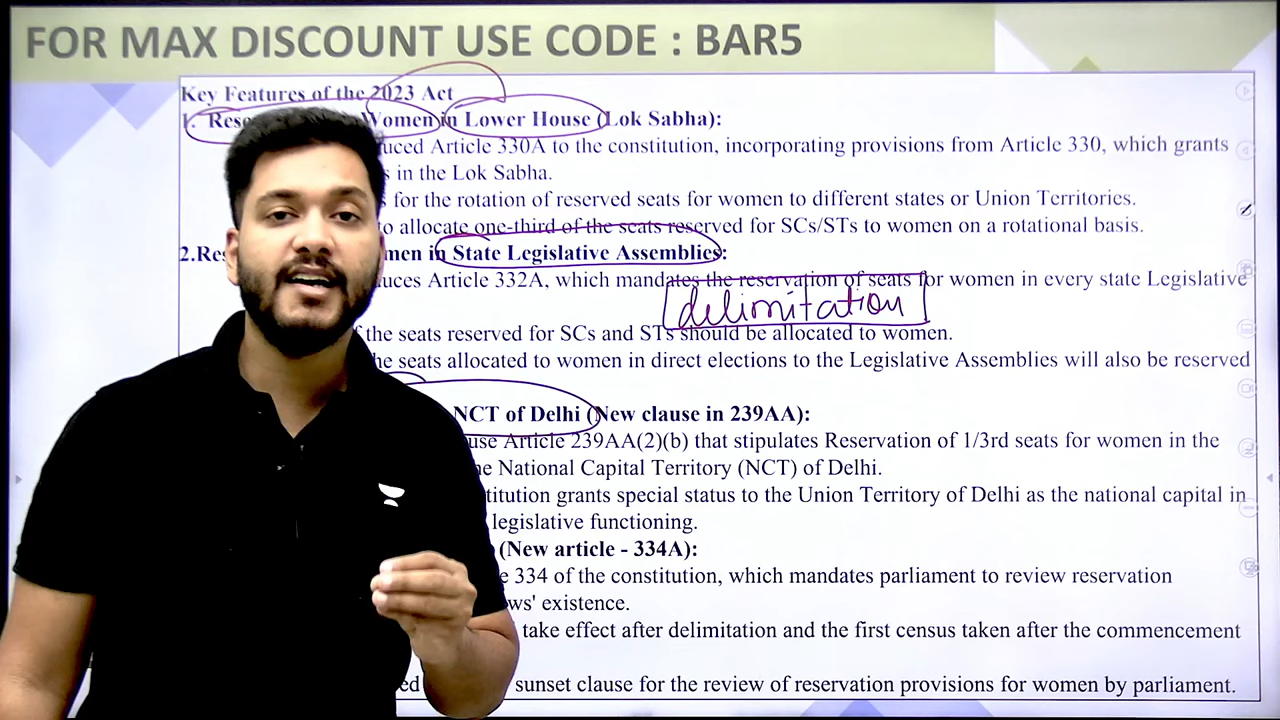 FOR MAX DISCOUNT USE CODE : BAR5
Key Features of the 2023 Act
1. Women in Lower House (Lok Sabha):
Article 330A to the constitution, incorporating provisions from Article 330, which grants
in the Lok Sabha.
for the rotation of reserved seats for women to different states or Union Territories.
to allocate one-third of the seats reserved for SCs/STs to women on a rotational basis.
2. in State Legislative Assemblies:
Article 332A, which mandates the reservation of seats for women in every state Legislative
delimitation
the seats reserved for SCs and STs should be allocated to women.
the seats allocated to women in direct elections to the Legislative Assemblies will also be reserved
NCT of Delhi (New clause in 239AA):
Article 239AA(2)(b) that stipulates Reservation of 1/3rd seats for women in the
National Capital Territory (NCT) of Delhi.
grants special status to the Union Territory of Delhi as the national capital in
legislative functioning.
(New article - 334A):
334 of the constitution, which mandates parliament to review reservation
existence.
take effect after delimitation and the first census taken after the commencement
sunset clause for the review of reservation provisions for women by parliament.